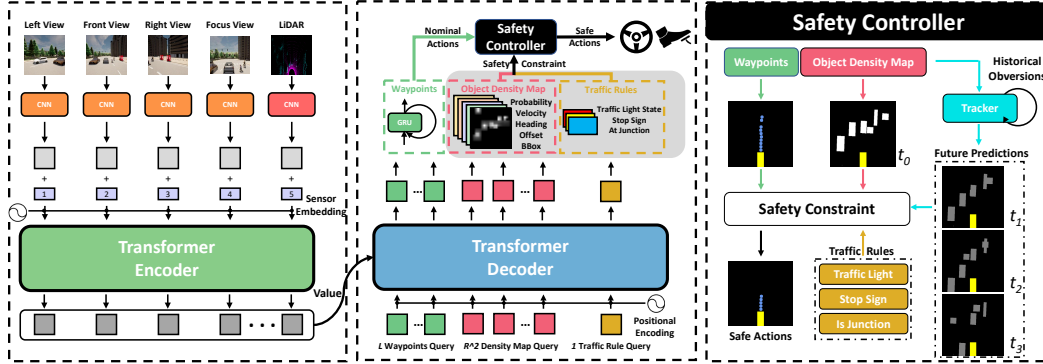 Left View
Front View
Right View
Focus View
LiDAR
CNN
CNN
CNN
CNN
CNN
+
+
+
+
+
1
2
3
4
5
Sensor
Embedding
Transformer
Encoder
Value
Nominal
Actions
Safety
Controller
Safe
Actions
Safety
Constraint
Waypoints
GRU
Object Density Map
Probability
Velocity
Heading
Offset
BBox
Traffic Rules
Traffic Light State
Stop Sign
At Junction
Transformer
Decoder
Positional
Encoding
L Waypoints Query
R^2 Density Map Query
1 Traffic Rule Query
Safety Controller
Waypoints
Object Density Map
Historical
Obversions
Tracker
t0
Future Predictions
Safety Constraint
t1
t2
t3
Traffic Rules
Traffic Light
Stop Sign
Is Junction
Safe Actions